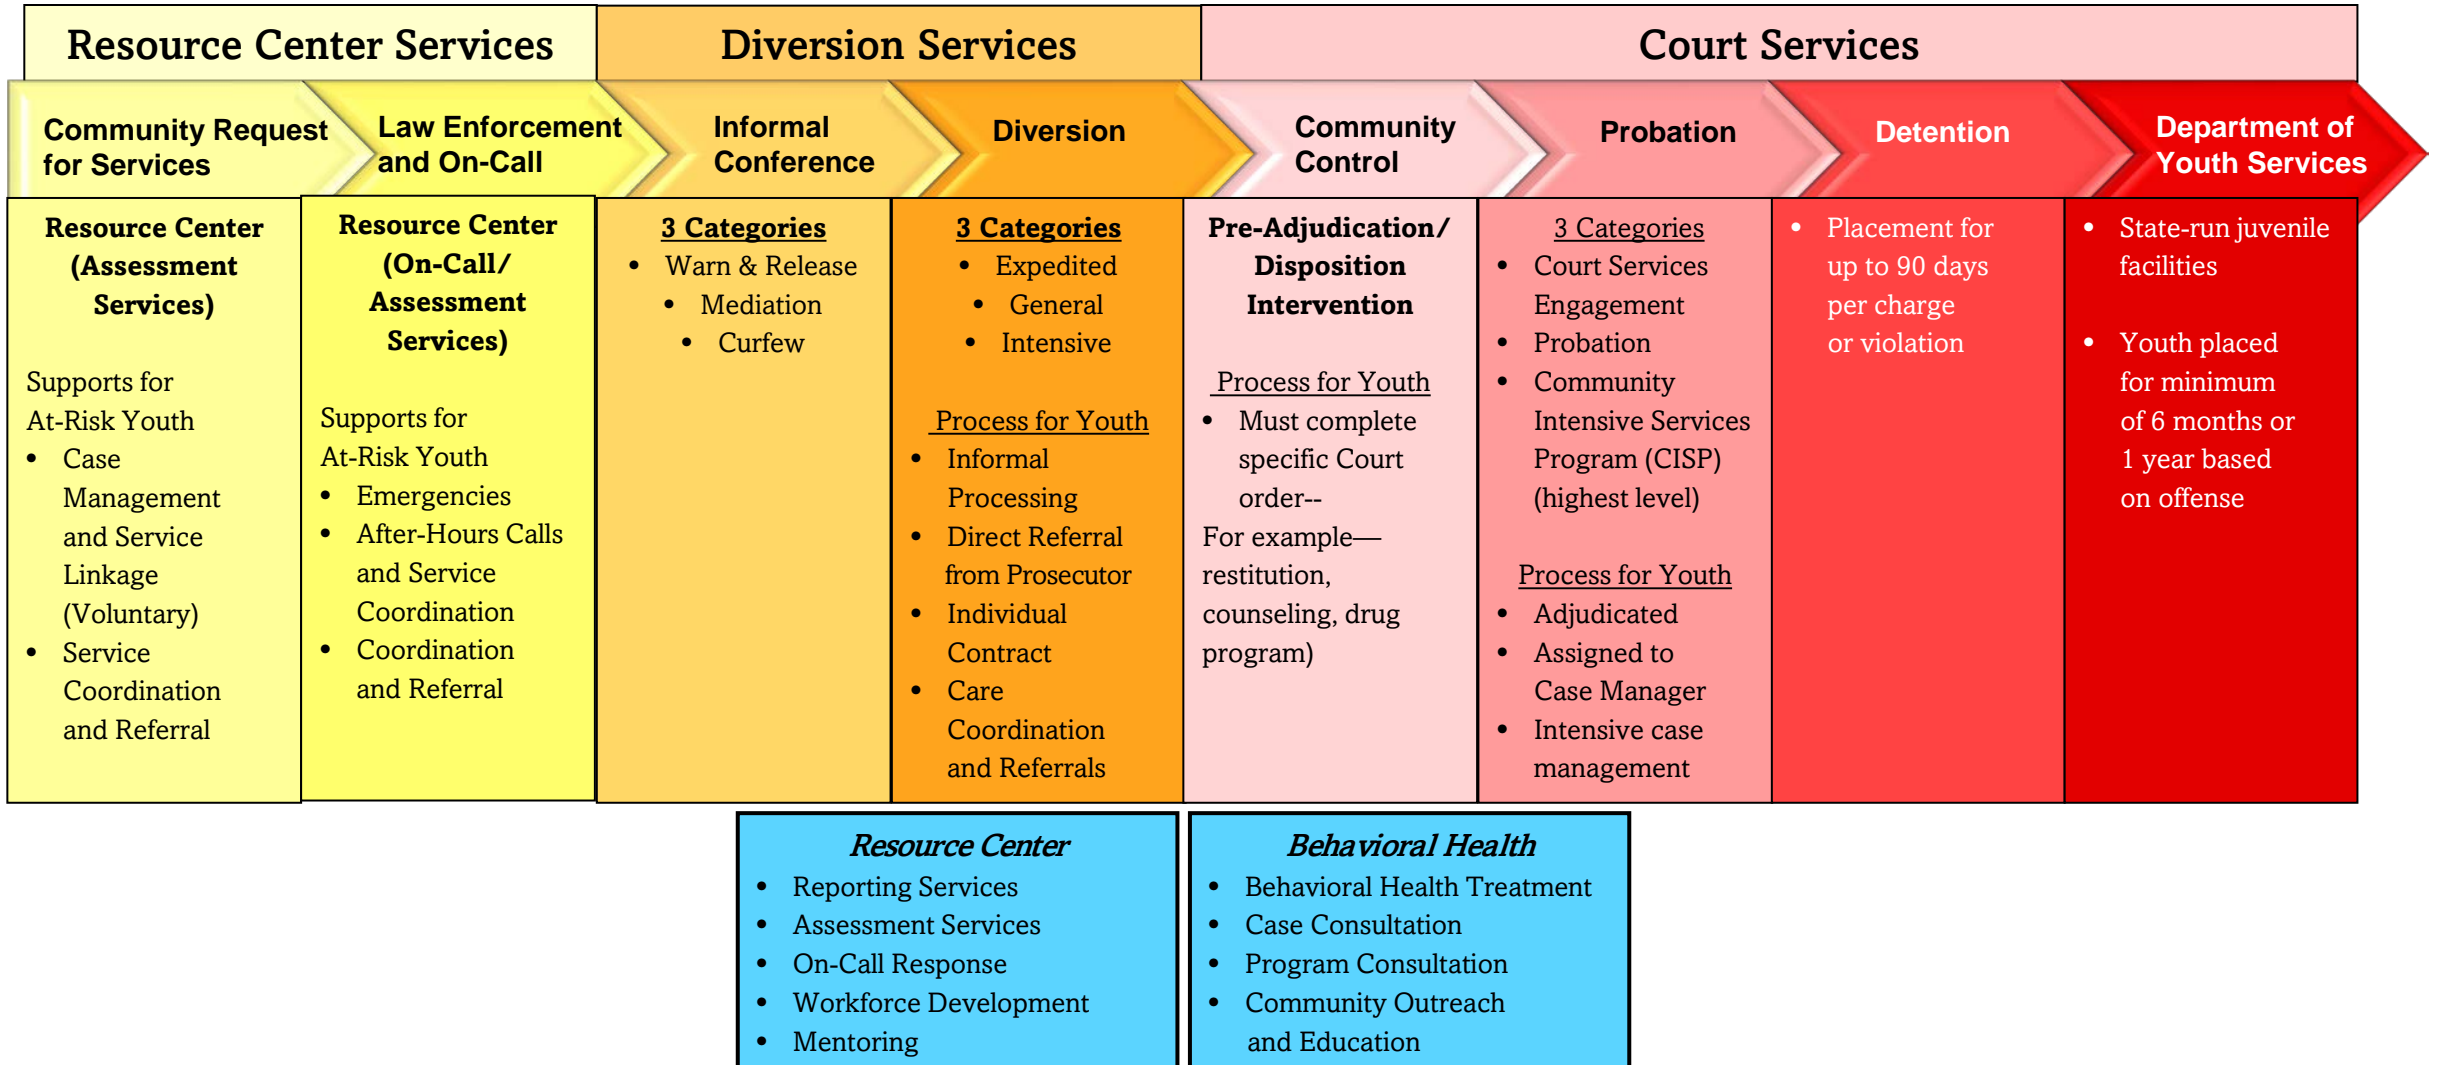 Resource Center Services
Diversion Services
Court Services
Community Request
for Services
Law Enforcement
and On-Call
Informal
Conference
Diversion
Community
Control
Probation
Detention
Department of
Youth Services
Resource Center
(Assessment
Services)
Supports for
At-Risk Youth
• Case
Management
and Service
Linkage
(Voluntary)
• Service
Coordination
and Referral
Resource Center
(On-Call/
Assessment
Services)
Supports for
At-Risk Youth
• Emergencies
• After-Hours Calls
and Service
Coordination
• Coordination
and Referral
3 Categories
• Warn & Release
• Mediation
• Curfew
3 Categories
• Expedited
• General
• Intensive
Process for Youth
• Informal
Processing
• Direct Referral
from Prosecutor
• Individual
Contract
• Care
Coordination
and Referrals
Pre-Adjudication/
Disposition
Intervention
Process for Youth
• Must complete
specific Court
order--
For example—
restitution,
counseling, drug
program)
3 Categories
• Court Services
Engagement
• Probation
• Community
Intensive Services
Program (CISP)
(highest level)
Process for Youth
• Adjudicated
• Assigned to
Case Manager
• Intensive case
management
• Placement for
up to 90 days
per charge
or violation
• State-run juvenile
facilities
• Youth placed
for minimum
of 6 months or
1 year based
on offense
Resource Center
• Reporting Services
• Assessment Services
• On-Call Response
• Workforce Development
• Mentoring
Behavioral Health
• Behavioral Health Treatment
• Case Consultation
• Program Consultation
• Community Outreach
and Education